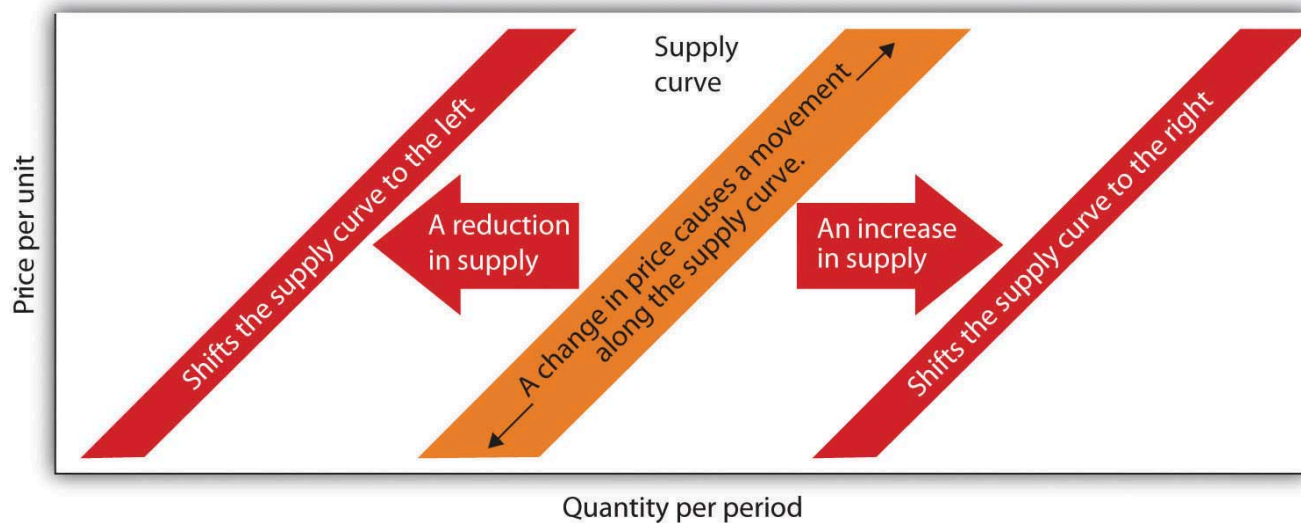 Price per unit
Shifts the supply curve to the left
A reduction
in supply
Supply
curve
A change in price causes a movement
along the supply curve.
An increase
in supply
Shifts the supply curve to the right
Quantity per period